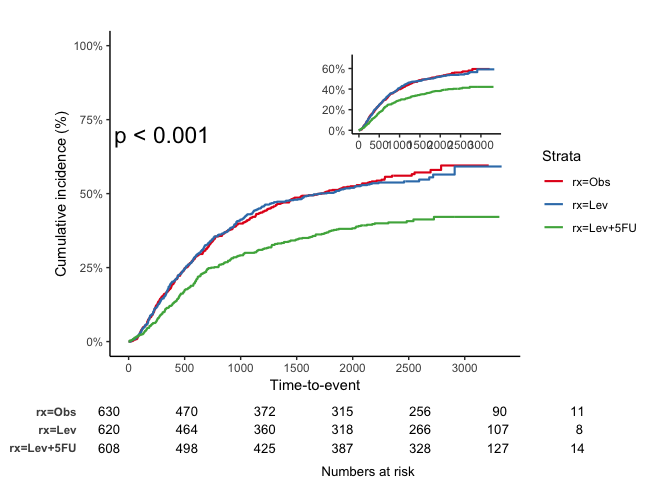 100%
75%
50%
25%
0%
Cumulative incidence (%)
p < 0.001
60%
40%
20%
0%
0 500 1000 1500 2000 2500 3000
Strata
rx=Obs
rx=Lev
rx=Lev+5FU
0 500 1000 1500 2000 2500 3000
Time-to-event
rx=Obs 630 470 372 315 256 90 11
rx=Lev 620 464 360 318 266 107 8
rx=Lev+5FU 608 498 425 387 328 127 14
Numbers at risk